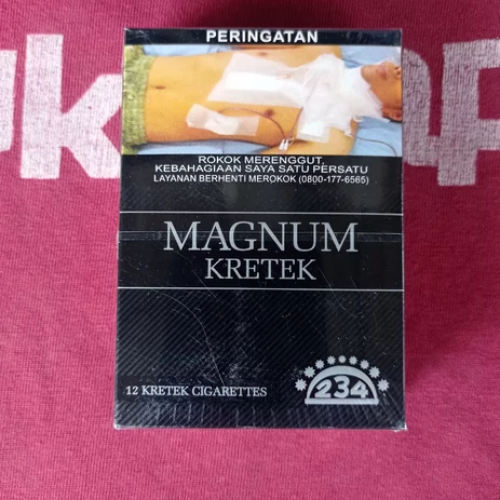 PERINGATAN
ROKOK MERENGGUT
KEBAHAGIAAN SAYA SATU PERSATU
LAYANAN BERHENTI MEROKOK (0800-177-6565)
MAGNUM
KRETEK
12 KRETEK CIGARETTES
234